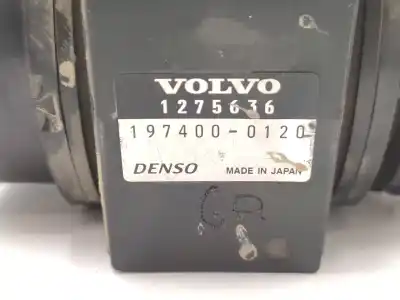 VOLVO
1275636
197400-0120
DENSO MADE IN JAPAN